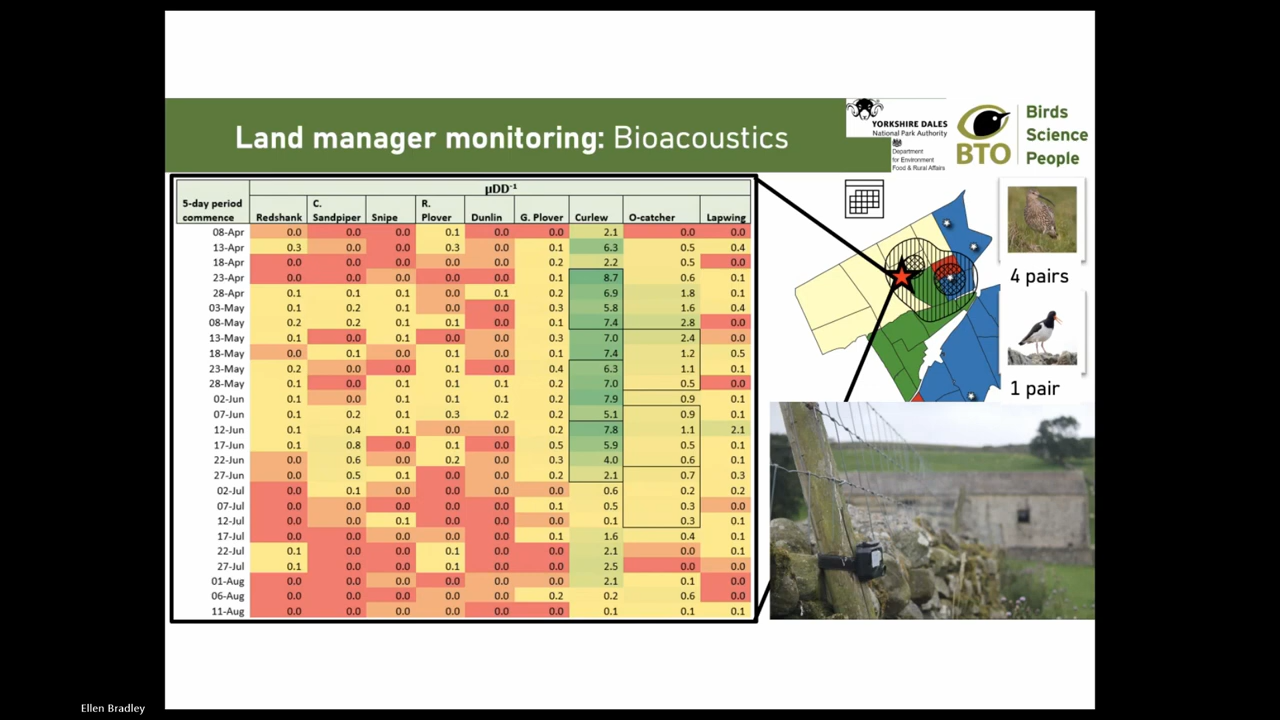 Land manager monitoring: Bioacoustics
YORKSHIRE DALES
National Park Authority
Department
for Environment
Food & Rural Affairs
BTO
Birds
Science
People
µDD⁻¹
5-day period commence Redshank C. Sandpiper Snipe R. Plover Dunlin G. Plover Curlew O-catcher Lapwing
08-Apr 0.0 0.0 0.0 0.1 0.0 0.0 2.1 0.0 0.0
13-Apr 0.3 0.0 0.0 0.3 0.0 0.1 6.3 0.5 0.4
18-Apr 0.0 0.0 0.0 0.0 0.0 0.2 2.2 0.5 0.0
23-Apr 0.0 0.0 0.0 0.0 0.0 0.2 8.7 0.6 0.1
28-Apr 0.1 0.1 0.1 0.0 0.1 0.2 6.9 1.8 0.1
03-May 0.1 0.2 0.1 0.0 0.0 0.3 5.8 1.6 0.4
08-May 0.2 0.2 0.1 0.1 0.0 0.1 7.4 2.8 0.0
13-May 0.1 0.0 0.1 0.0 0.0 0.3 7.0 2.4 0.0
18-May 0.0 0.1 0.0 0.1 0.0 0.1 7.4 1.2 0.5
23-May 0.2 0.0 0.0 0.1 0.0 0.4 6.3 1.1 0.1
28-May 0.1 0.0 0.1 0.1 0.1 0.2 7.0 0.5 0.0
02-Jun 0.1 0.0 0.1 0.1 0.1 0.2 7.9 0.9 0.1
07-Jun 0.1 0.2 0.1 0.3 0.2 0.2 5.1 0.9 0.1
12-Jun 0.1 0.4 0.1 0.0 0.0 0.2 7.8 1.1 2.1
17-Jun 0.1 0.8 0.0 0.1 0.0 0.5 5.9 0.5 0.1
22-Jun 0.0 0.6 0.0 0.2 0.0 0.3 4.0 0.6 0.1
27-Jun 0.0 0.5 0.1 0.0 0.0 0.2 2.1 0.7 0.3
02-Jul 0.0 0.1 0.0 0.0 0.0 0.0 0.6 0.2 0.2
07-Jul 0.0 0.0 0.0 0.0 0.0 0.1 0.5 0.3 0.0
12-Jul 0.0 0.0 0.1 0.0 0.0 0.0 0.1 0.3 0.1
17-Jul 0.0 0.0 0.0 0.0 0.0 0.1 1.6 0.4 0.1
22-Jul 0.1 0.0 0.0 0.1 0.0 0.0 2.1 0.0 0.1
27-Jul 0.1 0.0 0.0 0.1 0.0 0.0 2.5 0.0 0.0
01-Aug 0.0 0.0 0.0 0.0 0.0 0.0 2.1 0.1 0.0
06-Aug 0.0 0.0 0.0 0.0 0.0 0.2 0.2 0.6 0.0
11-Aug 0.0 0.0 0.0 0.0 0.0 0.0 0.1 0.1 0.1
4 pairs
1 pair
Ellen Bradley